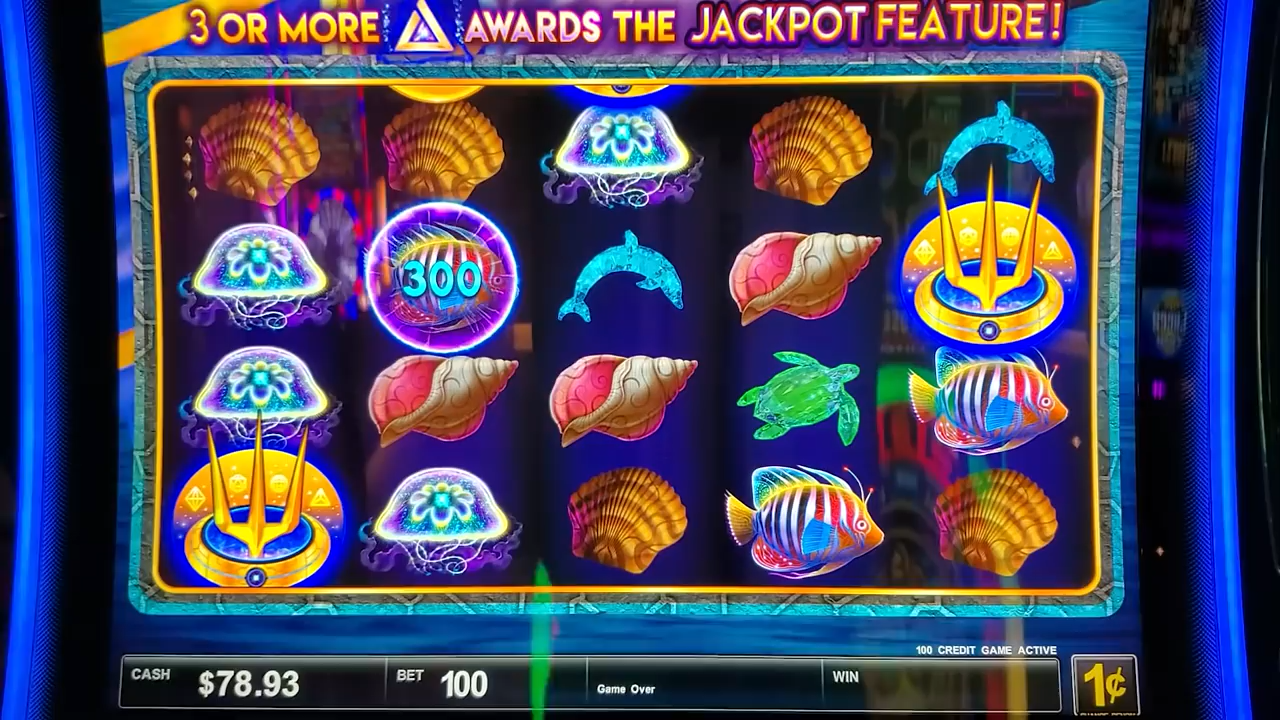 3 OR MORE AWARDS THE JACKPOT FEATURE!
300
100 CREDIT GAME ACTIVE
CASH $78.93 BET 100 Game Over WIN
1¢